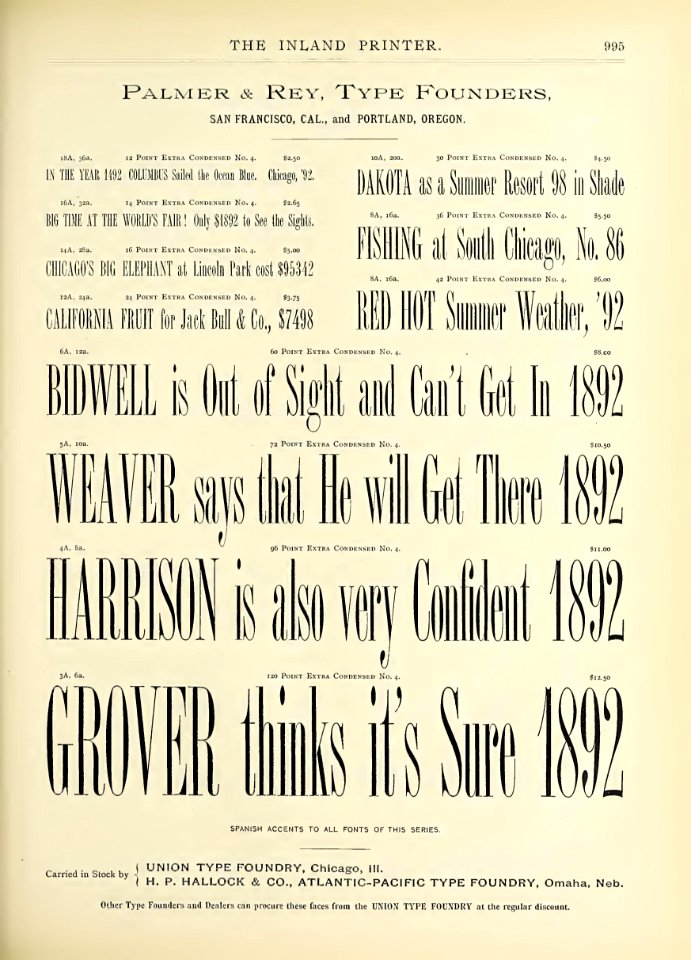 THE INLAND PRINTER. 995
PALMER & REY, TYPE FOUNDERS,
SAN FRANCISCO, CAL., and PORTLAND, OREGON.
18A, 36a. 12 POINT EXTRA CONDENSED No. 4. $2.50
IN THE YEAR 1492 COLUMBUS Sailed the Ocean Blue. Chicago, '92.
16A, 32a. 14 POINT EXTRA CONDENSED No. 4. $2.65
BIG TIME AT THE WORLD'S FAIR! Only $1892 to See the Sights.
14A, 28a. 16 POINT EXTRA CONDENSED No. 4. $3.00
CHICAGO'S BIG ELEPHANT at Lincoln Park cost $95342
12A, 24a. 24 POINT EXTRA CONDENSED No. 4. $3.75
CALIFORNIA FRUIT for Jack Bull & Co., $7498
10A, 20a. 30 POINT EXTRA CONDENSED No. 4. $4.50
DAKOTA as a Summer Resort 98 in Shade
8A, 16a. 36 POINT EXTRA CONDENSED No. 4. $5.50
FISHING at South Chicago, No. 86
8A, 16a. 42 POINT EXTRA CONDENSED No. 4. $6.00
RED HOT Summer Weather, '92
6A, 12a. 60 POINT EXTRA CONDENSED No. 4. $8.00
BIDWELL is Out of Sight and Can't Get In 1892
5A, 10a. 72 POINT EXTRA CONDENSED No. 4. $10.50
WEAVER says that He will Get There 1892
4A, 8a. 96 POINT EXTRA CONDENSED No. 4. $11.00
HARRISON is also very Confident 1892
3A, 6a. 120 POINT EXTRA CONDENSED No. 4. $12.50
GROVER thinks it's Sure 1892
SPANISH ACCENTS TO ALL FONTS OF THIS SERIES.
Carried in Stock by { UNION TYPE FOUNDRY, Chicago, Ill.
H. P. HALLOCK & CO., ATLANTIC-PACIFIC TYPE FOUNDRY, Omaha, Neb.
Other Type Founders and Dealers can procure these faces from the UNION TYPE FOUNDRY at the regular discount.